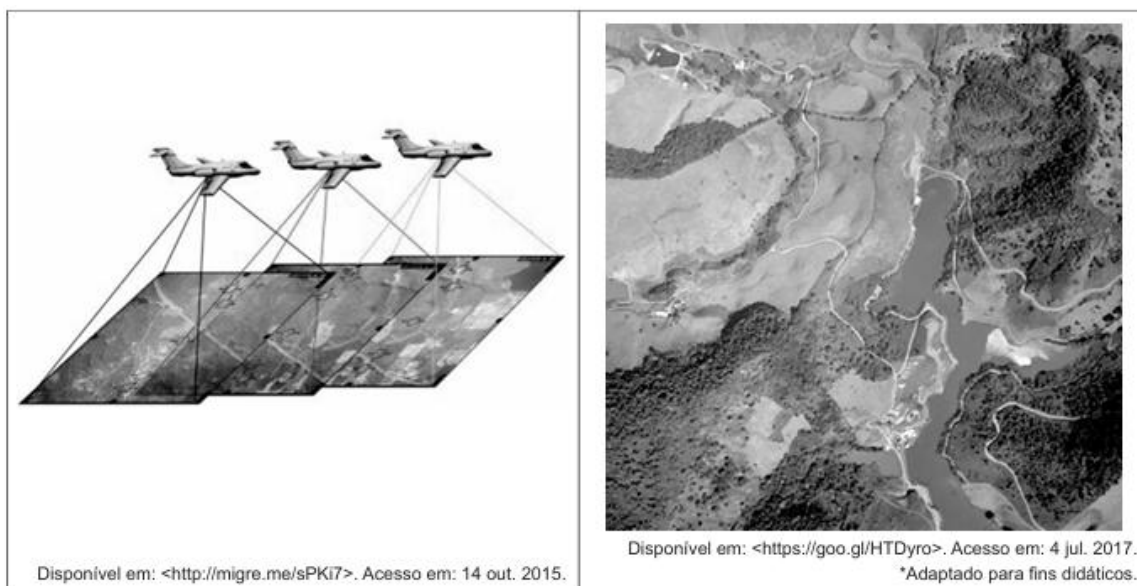 Disponível em: <http://migre.me/sPKi7>. Acesso em: 14 out. 2015.
Disponível em: <https://goo.gl/HTDyro>. Acesso em: 4 jul. 2017.
*Adaptado para fins didáticos.